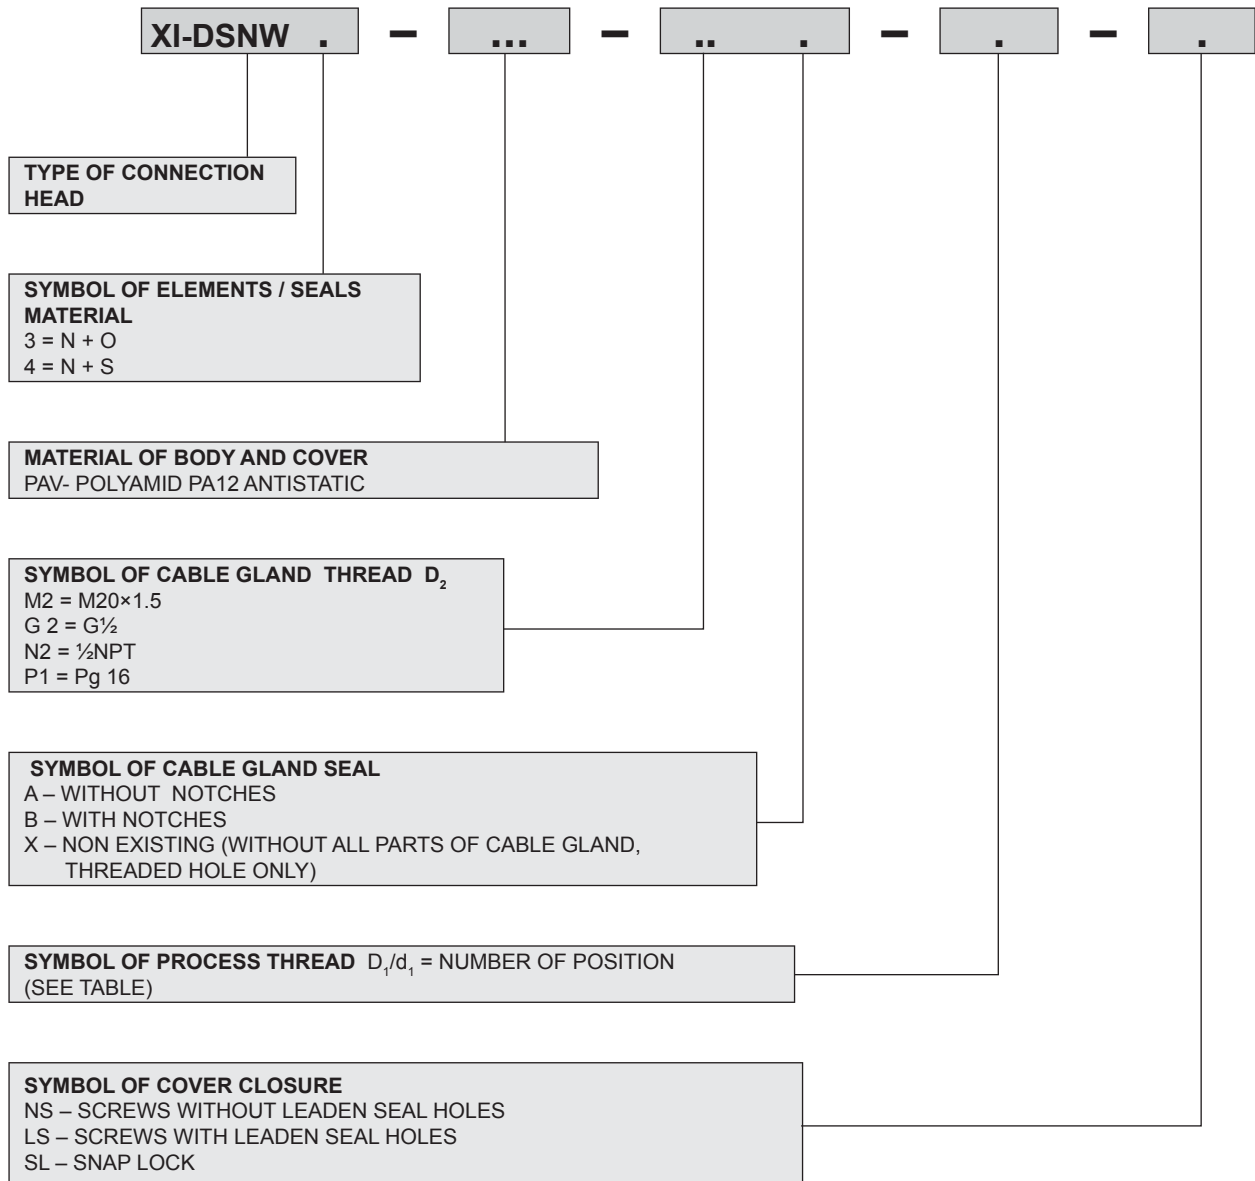 XI-DSNW . – ... – .. . – . – .
TYPE OF CONNECTION
HEAD
SYMBOL OF ELEMENTS / SEALS
MATERIAL
3 = N + O
4 = N + S
MATERIAL OF BODY AND COVER
PAV- POLYAMID PA12 ANTISTATIC
SYMBOL OF CABLE GLAND THREAD D₂
M2 = M20×1.5
G 2 = G½
N2 = ½NPT
P1 = Pg 16
SYMBOL OF CABLE GLAND SEAL
A – WITHOUT NOTCHES
B – WITH NOTCHES
X – NON EXISTING (WITHOUT ALL PARTS OF CABLE GLAND,
THREADED HOLE ONLY)
SYMBOL OF PROCESS THREAD D₁/d₁ = NUMBER OF POSITION
(SEE TABLE)
SYMBOL OF COVER CLOSURE
NS – SCREWS WITHOUT LEADEN SEAL HOLES
LS – SCREWS WITH LEADEN SEAL HOLES
SL – SNAP LOCK